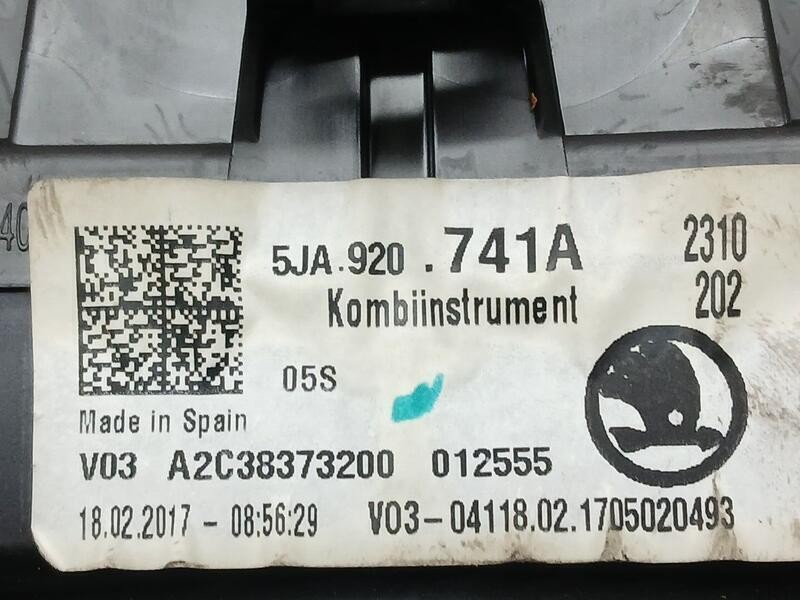 40
5JA.920 .741A
2310
202
Kombiinstrument
05S
Made in Spain
V03 A2C38373200 012555
18.02.2017 - 08:56:29 V03-04118.02.1705020493